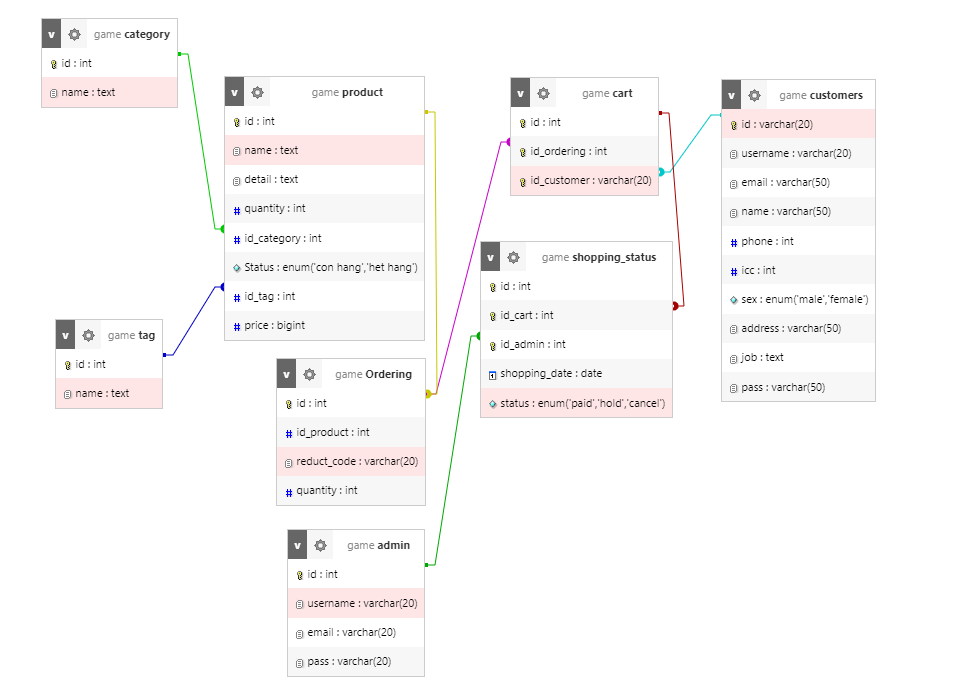 v game category
id : int
name : text
v game product
id : int
name : text
detail : text
# quantity : int
# id_category : int
Status : enum('con hang','het hang')
# id_tag : int
# price : bigint
v game tag
id : int
name : text
v game Ordering
id : int
# id_product : int
reduct_code : varchar(20)
# quantity : int
v game admin
id : int
username : varchar(20)
email : varchar(20)
pass : varchar(20)
v game cart
id : int
id_ordering : int
id_customer : varchar(20)
v game shopping_status
id : int
id_cart : int
id_admin : int
shopping_date : date
status : enum('paid','hold','cancel')
v game customers
id : varchar(20)
username : varchar(20)
email : varchar(50)
name : varchar(50)
# phone : int
# icc : int
sex : enum('male','female')
address : varchar(50)
job : text
pass : varchar(50)